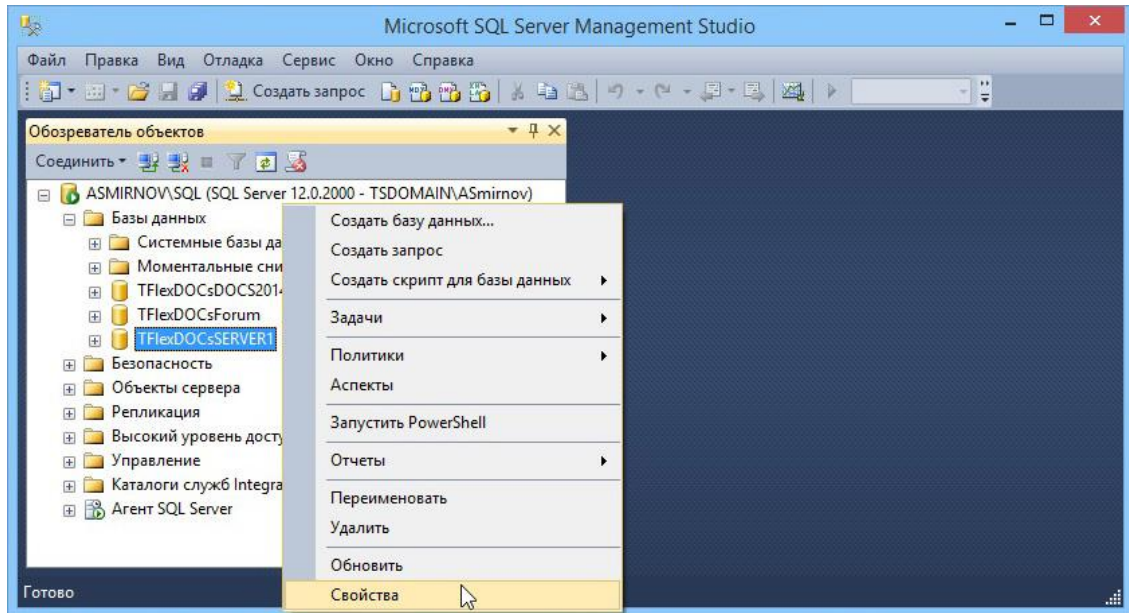 Microsoft SQL Server Management Studio
Файл Правка Вид Отладка Сервис Окно Справка
Создать запрос
Обозреватель объектов
Соединить
ASMIRNOV\SQL (SQL Server 12.0.2000 - TSDOMAIN\ASmirnov)
Базы данных
Системные базы да
Моментальные сни
TFlexDOCsDOCS2014
TFlexDOCsForum
TFlexDOCsSERVER1
Безопасность
Объекты сервера
Репликация
Высокий уровень досту
Управление
Каталоги служб Integra
Агент SQL Server
Создать базу данных...
Создать запрос
Создать скрипт для базы данных
Задачи
Политики
Аспекты
Запустить PowerShell
Отчеты
Переименовать
Удалить
Обновить
Свойства
Готово